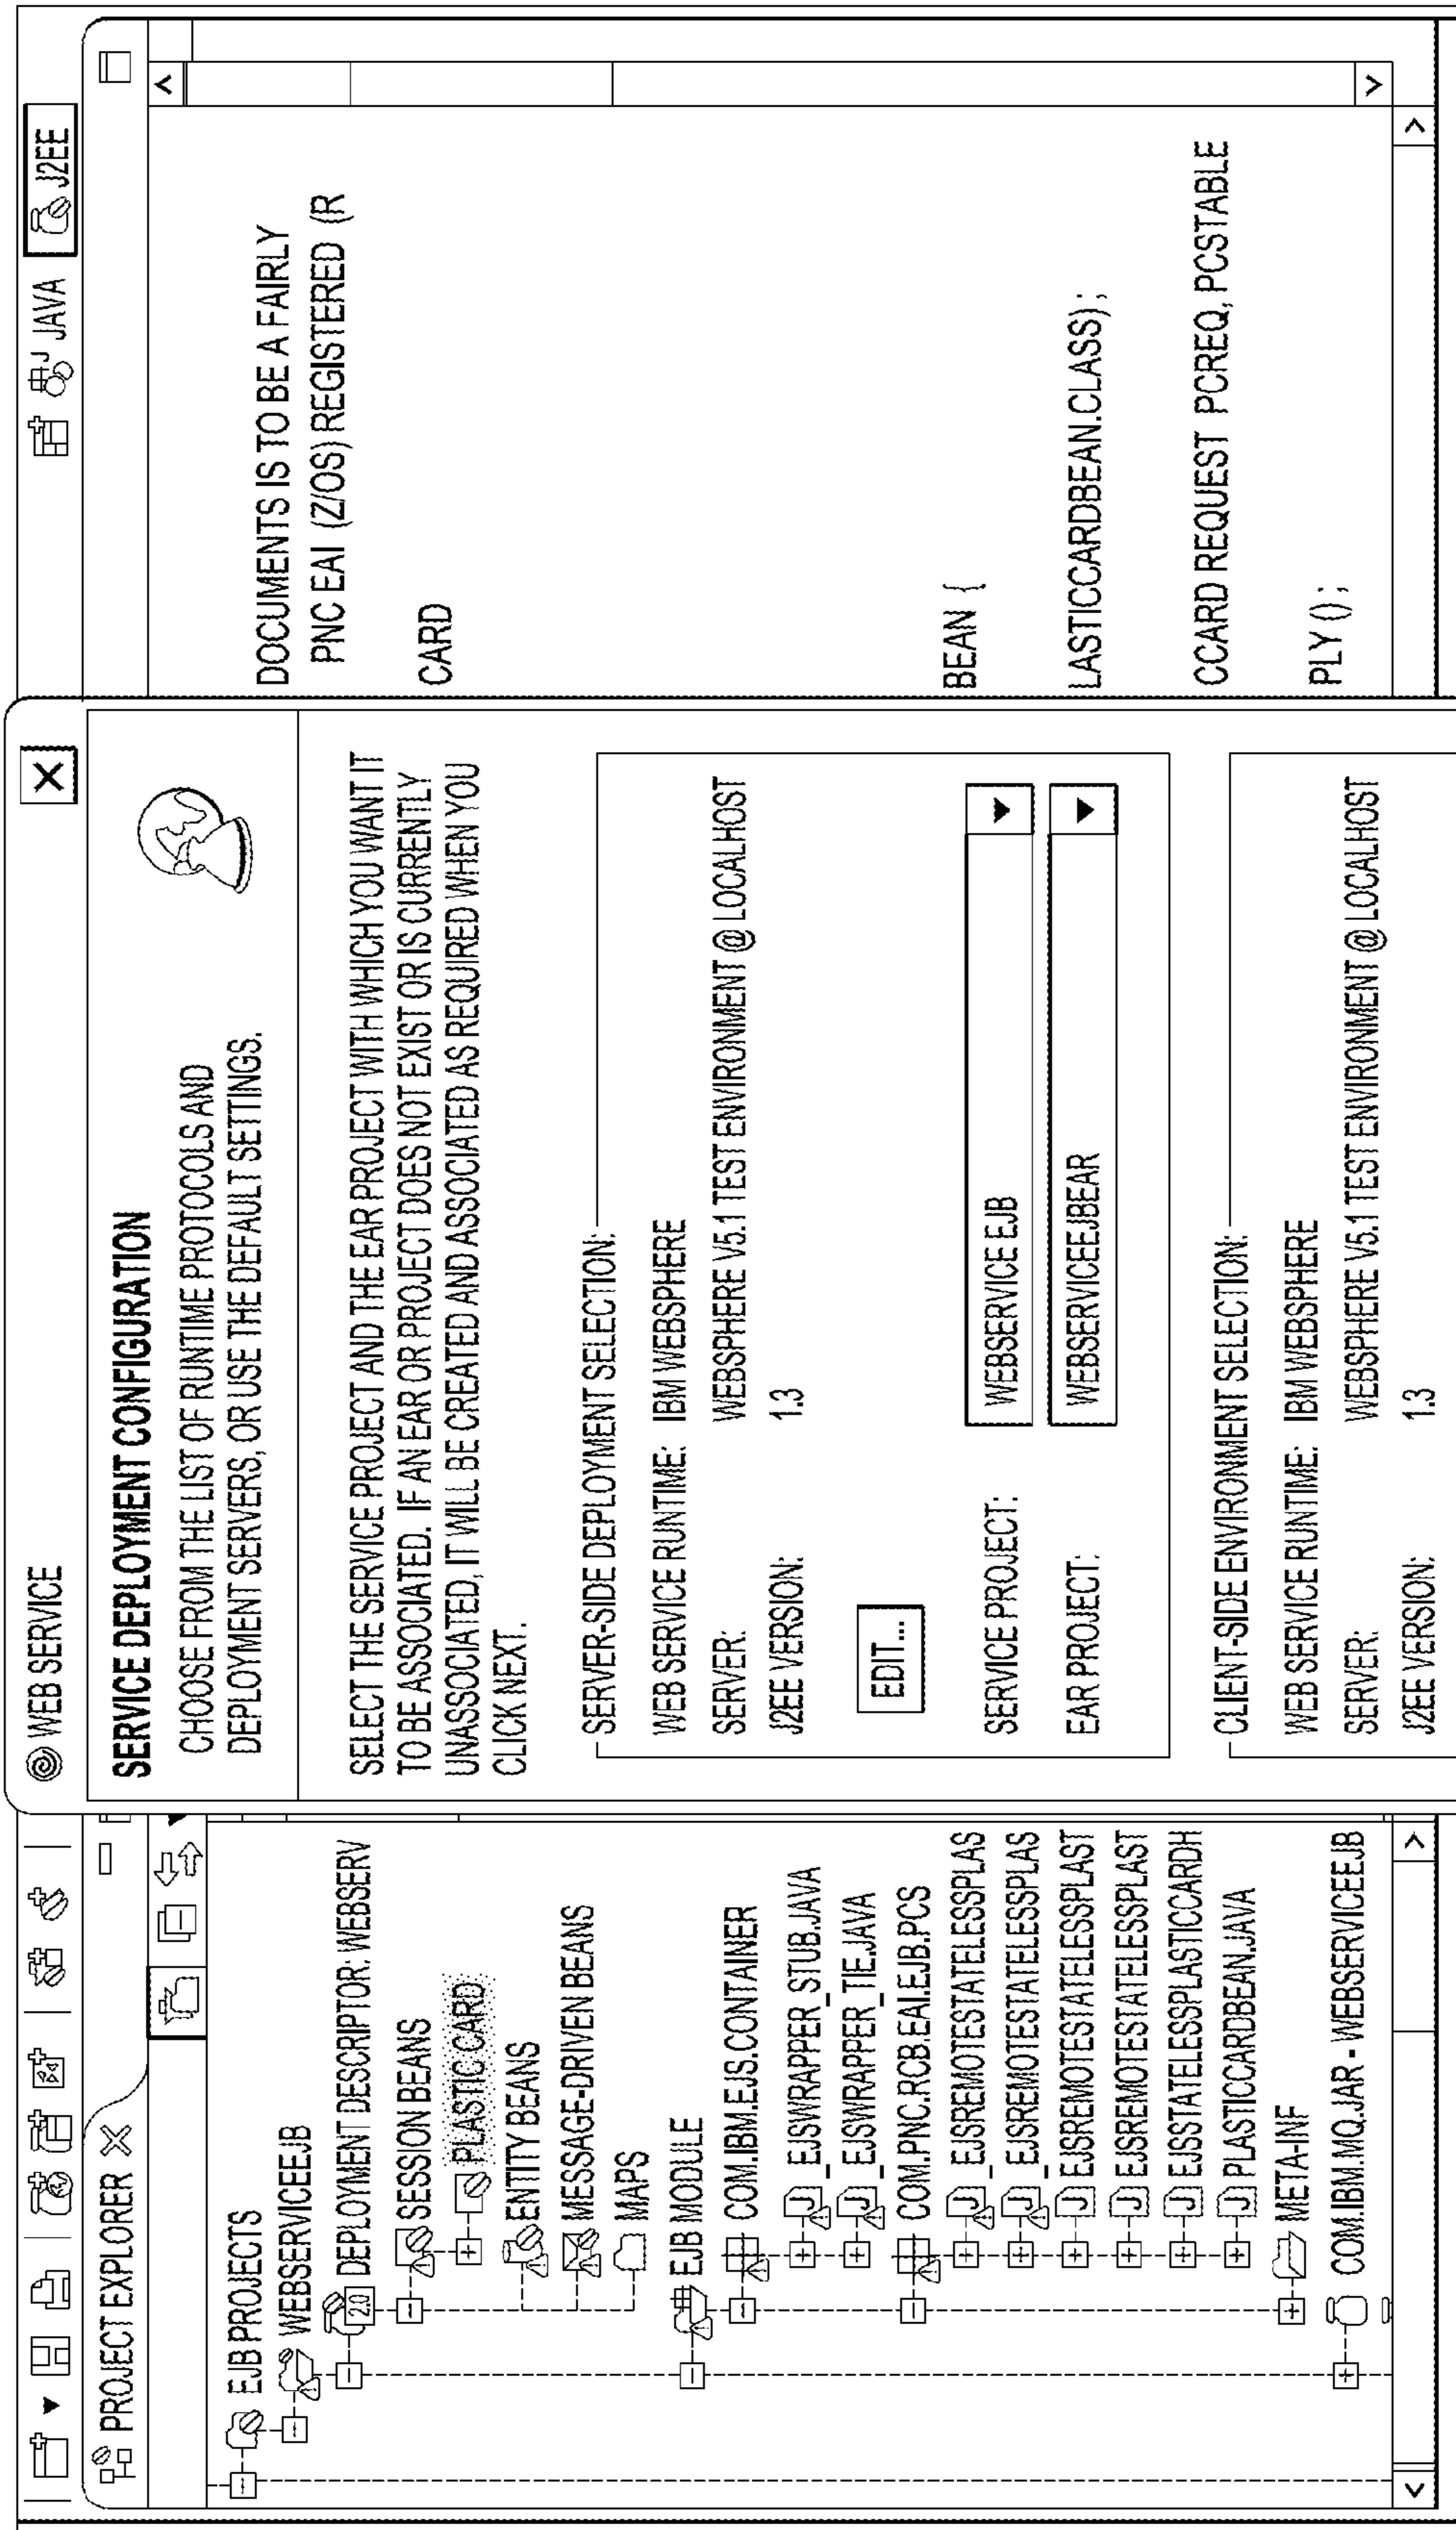 PROJECT EXPLORER
EJB PROJECTS
WEBSERVICEEJB
2.0 DEPLOYMENT DESCRIPTOR: WEBSERV
SESSION BEANS
PLASTIC CARD
ENTITY BEANS
MESSAGE-DRIVEN BEANS
MAPS
EJB MODULE
COM.IBM.EJS.CONTAINER
J _EJSWRAPPER_STUB.JAVA
J _EJSWRAPPER_TIE.JAVA
COM.PNC.RCB.EAI.EJB.PCS
J _EJSREMOTESTATELESSPLAS
J _EJSREMOTESTATELESSPLAS
J EJSREMOTESTATELESSPLAST
J EJSREMOTESTATELESSPLAST
J EJSSTATELESSPLASTICCARDH
J PLASTICCARDBEAN.JAVA
META-INF
COM.IBM.MQ.JAR - WEBSERVICEEJB
WEB SERVICE
X
SERVICE DEPLOYMENT CONFIGURATION
CHOOSE FROM THE LIST OF RUNTIME PROTOCOLS AND
DEPLOYMENT SERVERS, OR USE THE DEFAULT SETTINGS.
SELECT THE SERVICE PROJECT AND THE EAR PROJECT WITH WHICH YOU WANT IT
TO BE ASSOCIATED. IF AN EAR OR PROJECT DOES NOT EXIST OR IS CURRENTLY
UNASSOCIATED, IT WILL BE CREATED AND ASSOCIATED AS REQUIRED WHEN YOU
CLICK NEXT.
SERVER-SIDE DEPLOYMENT SELECTION:
WEB SERVICE RUNTIME: IBM WEBSPHERE
SERVER: WEBSPHERE V5.1 TEST ENVIRONMENT @ LOCALHOST
J2EE VERSION: 1.3
EDIT...
SERVICE PROJECT: WEBSERVICE EJB
EAR PROJECT: WEBSERVICEEJBEAR
CLIENT-SIDE ENVIRONMENT SELECTION:
WEB SERVICE RUNTIME: IBM WEBSPHERE
SERVER: WEBSPHERE V5.1 TEST ENVIRONMENT @ LOCALHOST
J2EE VERSION: 1.3
J JAVA J2EE
DOCUMENTS IS TO BE A FAIRLY
PNC EAI (Z/OS) REGISTERED (R
CARD
BEAN {
LASTICCARDBEAN.CLASS) ;
CCARD REQUEST PCREQ, PCSTABLE
PLY () ;